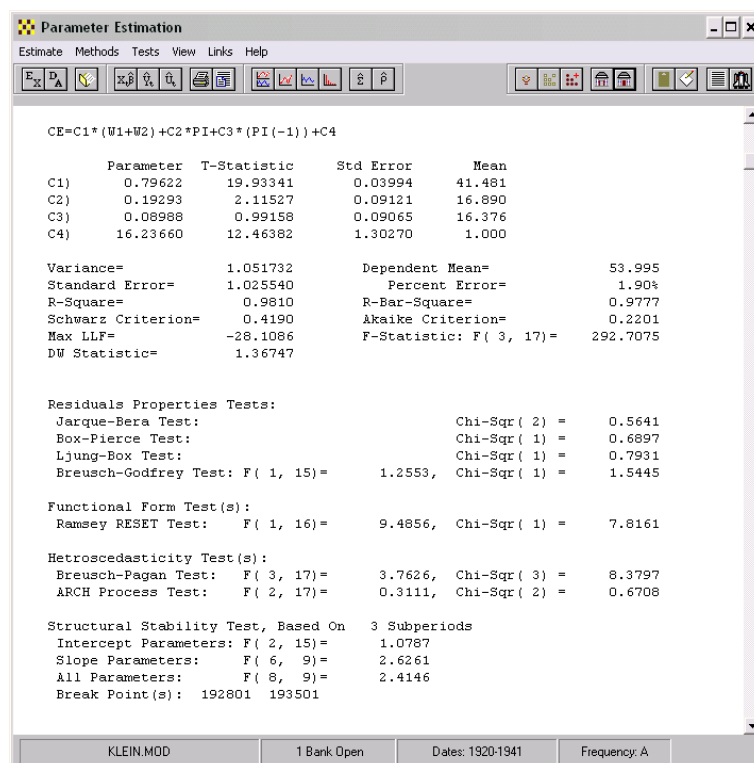 Parameter Estimation
Estimate Methods Tests View Links Help
CE=C1*(W1+W2)+C2*PI+C3*(PI(-1))+C4
Parameter T-Statistic Std Error Mean
C1) 0.79622 19.93341 0.03994 41.481
C2) 0.19293 2.11527 0.09121 16.890
C3) 0.08988 0.99158 0.09065 16.376
C4) 16.23660 12.46382 1.30270 1.000
Variance= 1.051732 Dependent Mean= 53.995
Standard Error= 1.025540 Percent Error= 1.90%
R-Square= 0.9810 R-Bar-Square= 0.9777
Schwarz Criterion= 0.4190 Akaike Criterion= 0.2201
Max LLF= -28.1086 F-Statistic: F( 3, 17)= 292.7075
DW Statistic= 1.36747
Residuals Properties Tests:
Jarque-Bera Test: Chi-Sqr( 2) = 0.5641
Box-Pierce Test: Chi-Sqr( 1) = 0.6897
Ljung-Box Test: Chi-Sqr( 1) = 0.7931
Breusch-Godfrey Test: F( 1, 15)= 1.2553, Chi-Sqr( 1) = 1.5445
Functional Form Test(s):
Ramsey RESET Test: F( 1, 16)= 9.4856, Chi-Sqr( 1) = 7.8161
Hetroscedasticity Test(s):
Breusch-Pagan Test: F( 3, 17)= 3.7626, Chi-Sqr( 3) = 8.3797
ARCH Process Test: F( 2, 17)= 0.3111, Chi-Sqr( 2) = 0.6708
Structural Stability Test, Based On 3 Subperiods
Intercept Parameters: F( 2, 15)= 1.0787
Slope Parameters: F( 6, 9)= 2.6261
All Parameters: F( 8, 9)= 2.4146
Break Point(s): 192801 193501
KLEIN.MOD 1 Bank Open Dates: 1920-1941 Frequency: A